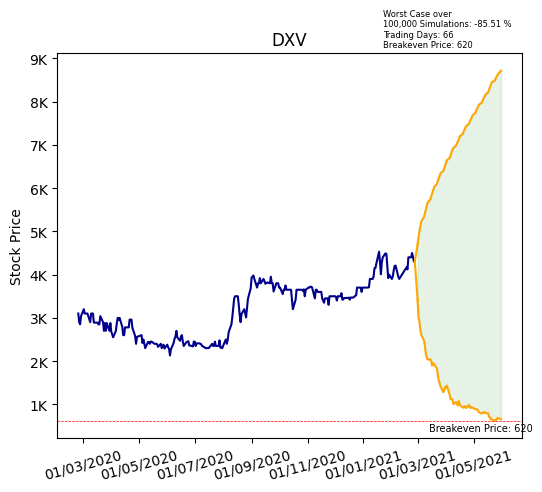 Worst Case over
100,000 Simulations: -85.51 %
Trading Days: 66
Breakeven Price: 620
DXV
Stock Price
9K
8K
7K
6K
5K
4K
3K
2K
1K
Breakeven Price: 620
01/03/2020
01/05/2020
01/07/2020
01/09/2020
01/11/2020
01/01/2021
01/03/2021
01/05/2021